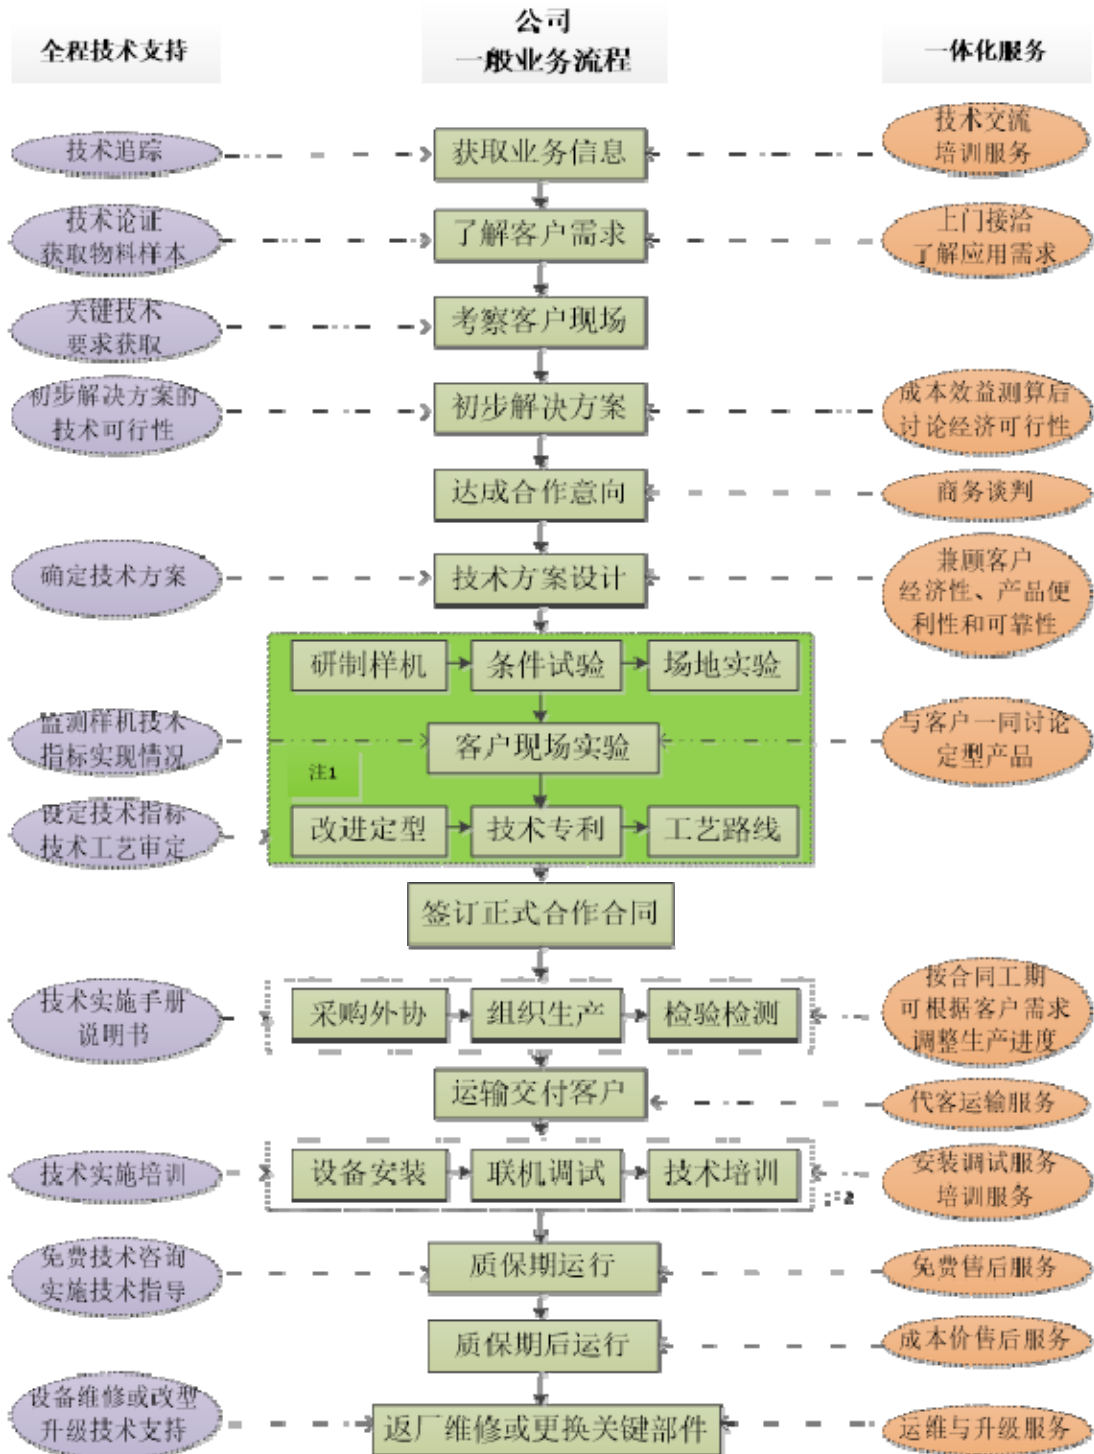 全程技术支持
公司
一般业务流程
一体化服务
技术追踪
获取业务信息
技术交流
培训服务
技术论证
获取物料样本
了解客户需求
上门接洽
了解应用需求
关键技术
要求获取
考察客户现场
初步解决方案的
技术可行性
初步解决方案
成本效益测算后
讨论经济可行性
达成合作意向
商务谈判
确定技术方案
技术方案设计
兼顾客户
经济性、产品便
利性和可靠性
研制样机
条件试验
场地实验
监测样机技术
指标实现情况
客户现场实验
与客户一同讨论
定型产品
注1
设定技术指标
技术工艺审定
改进定型
技术专利
工艺路线
签订正式合作合同
技术实施手册
说明书
采购外协
组织生产
检验检测
按合同工期
可根据客户需求
调整生产进度
运输交付客户
代客运输服务
技术实施培训
设备安装
联机调试
技术培训
安装调试服务
培训服务
免费技术咨询
实施技术指导
质保期运行
免费售后服务
质保期后运行
成本价售后服务
设备维修或改型
升级技术支持
返厂维修或更换关键部件
运维与升级服务